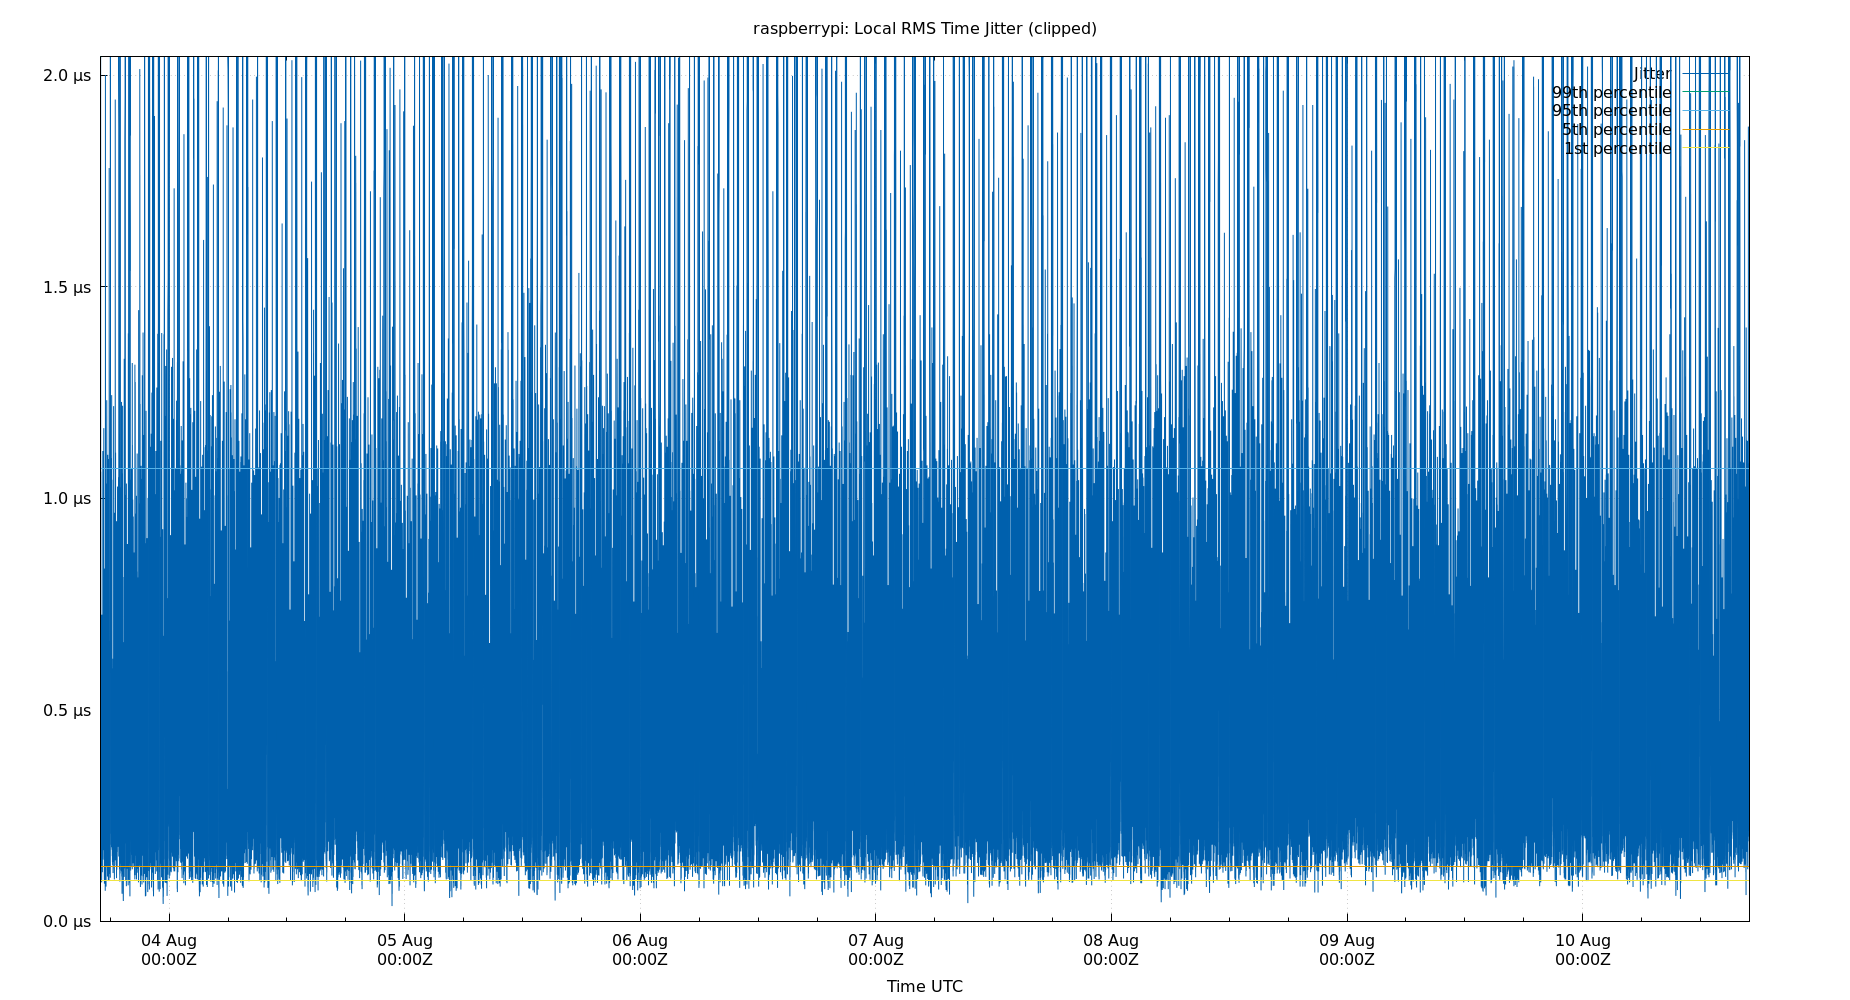 raspberrypi: Local RMS Time Jitter (clipped)
2.0 µs
1.5 µs
1.0 µs
0.5 µs
0.0 µs
Jitter
99th percentile
95th percentile
5th percentile
1st percentile
04 Aug 05 Aug 06 Aug 07 Aug 08 Aug 09 Aug 10 Aug
00:00Z 00:00Z 00:00Z 00:00Z 00:00Z 00:00Z 00:00Z
Time UTC